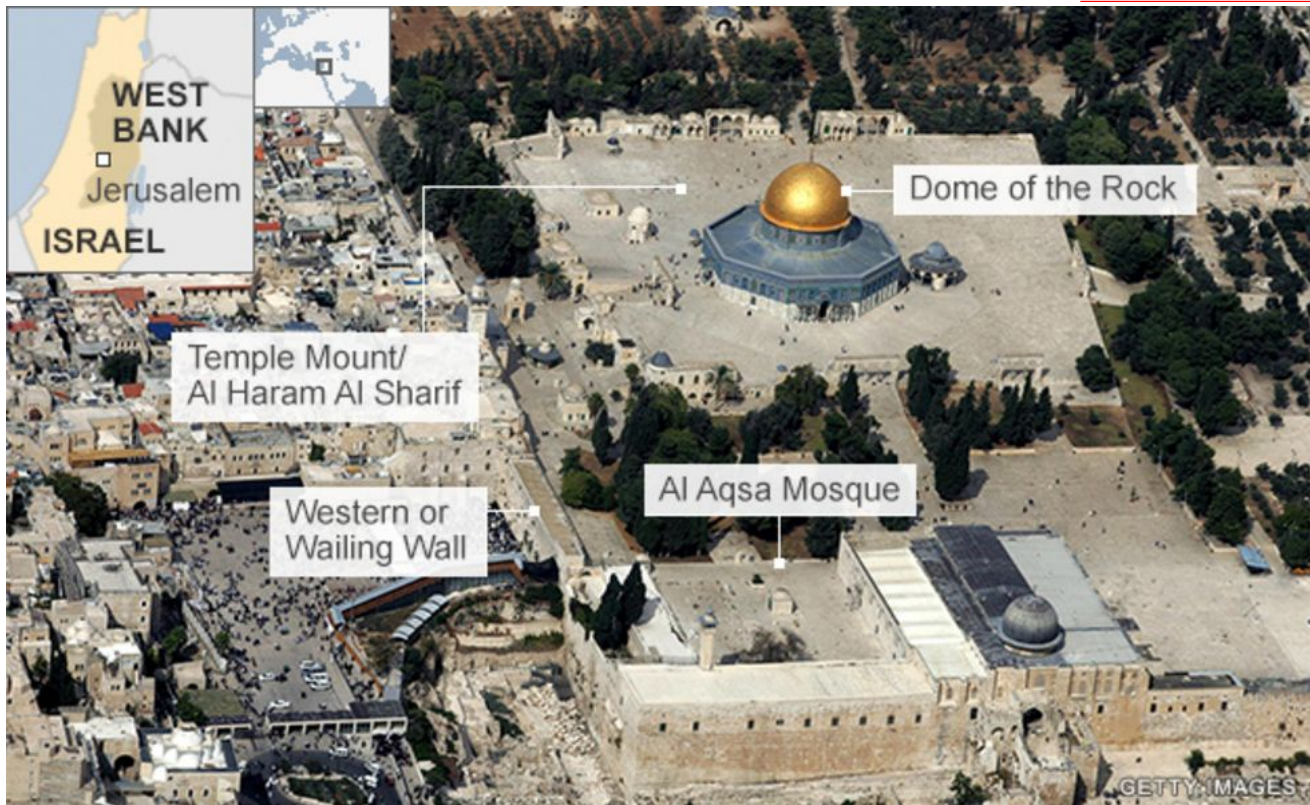 WEST
BANK
Jerusalem
ISRAEL
Dome of the Rock
Temple Mount/
Al Haram Al Sharif
Al Aqsa Mosque
Western or
Wailing Wall
GETTY IMAGES